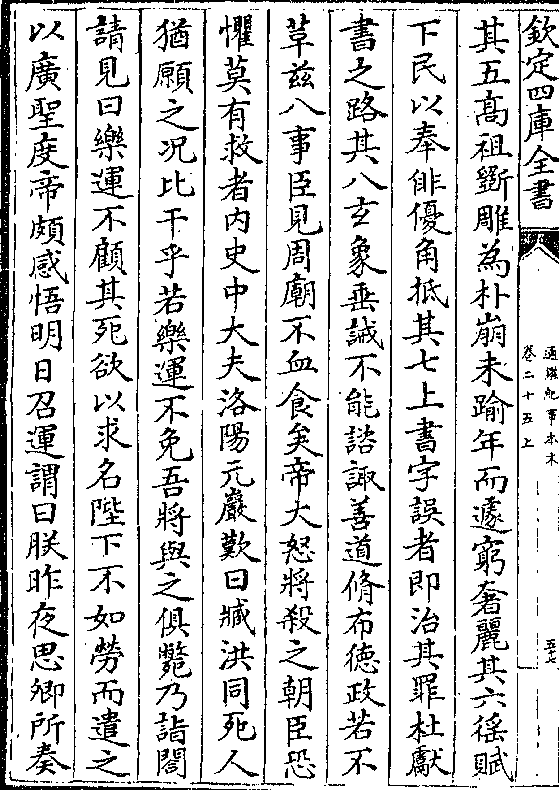 欽定四庫全書
通鑑紀事本末
卷二十五上
其五髙祖斵雕為朴崩未踰年而遽窮奢麗其六徭賦
下民以奉俳優角抵其七上書字誤者即治其罪杜獻
書之路其八玄象垂誡不能諮諏善道脩布徳政若不
革兹八事臣見周廟不血食矣帝大怒將殺之朝臣恐
懼莫有救者内史中大夫洛陽元巖歎曰臧洪同死人
猶願之况比干乎若樂運不免吾將與之俱斃乃詣閤
請見曰樂運不顧其死欲以求名陛下不如勞而遣之
以廣聖度帝頗感悟明日召運謂曰朕昨夜思卿所奏